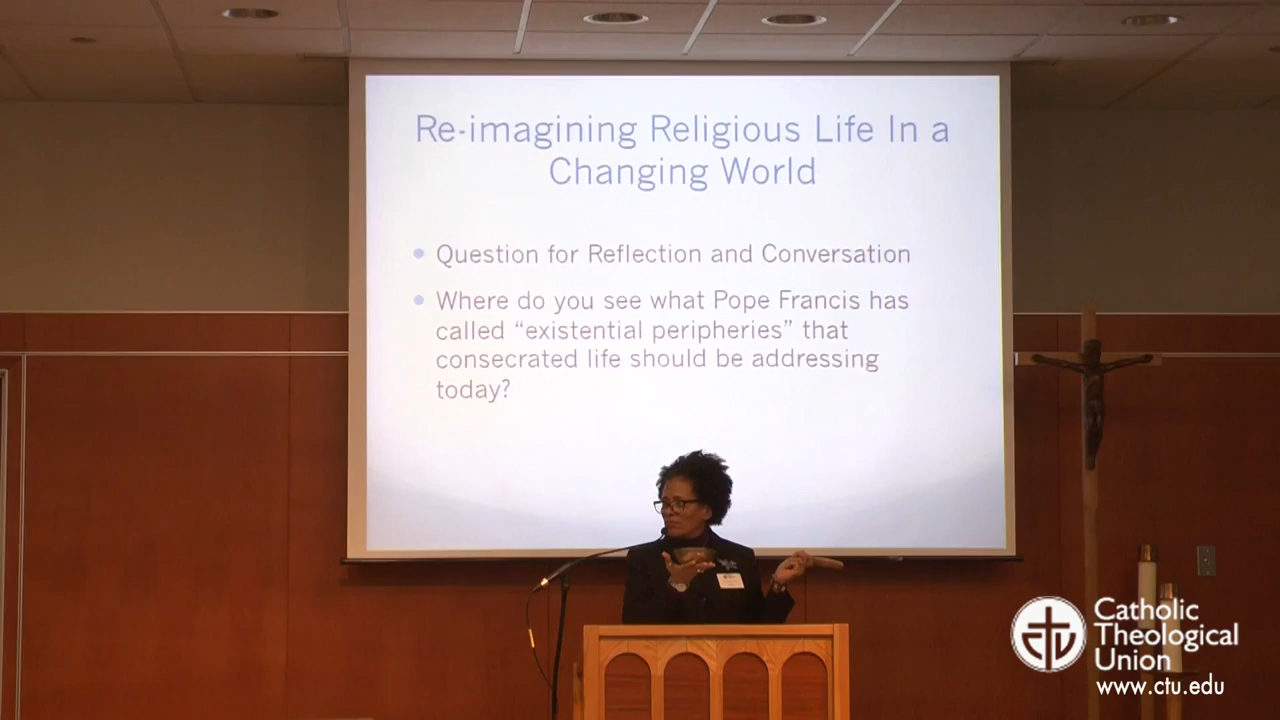 Re-imagining Religious Life In a
Changing World
Question for Reflection and Conversation
Where do you see what Pope Francis has
called “existential peripheries” that
consecrated life should be addressing
today?
Catholic
Theological
Union
www.ctu.edu